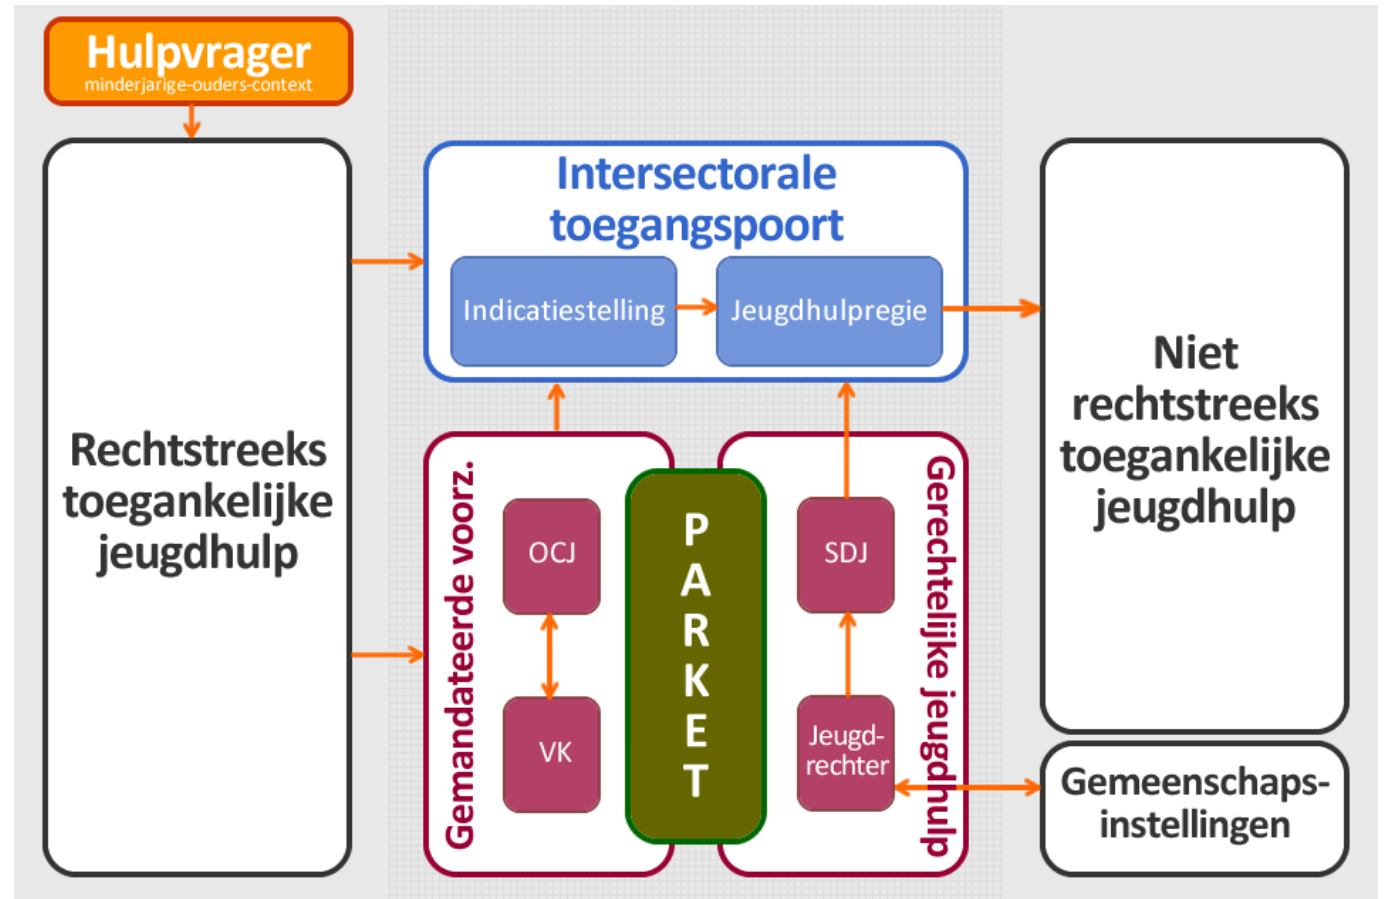 Hulpvrager
minderjarige-ouders-context
Rechtstreeks
toegankelijke
jeugdhulp
Intersectorale
toegangspoort
Indicatiestelling
Jeugdhulpregie
Gemandateerde voorz.
OCJ
VK
PARKET
Gerechtelijke jeugdhulp
SDJ
Jeugd-
rechter
Niet
rechtstreeks
toegankelijke
jeugdhulp
Gemeenschaps-
instellingen